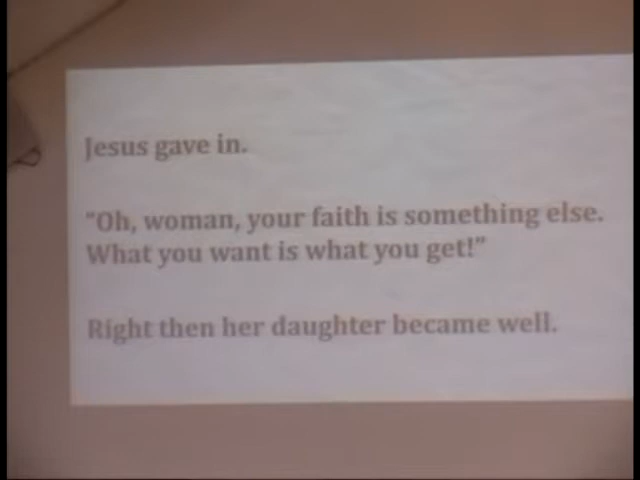 Jesus gave in.
“Oh, woman, your faith is something else.
What you want is what you get!”
Right then her daughter became well.